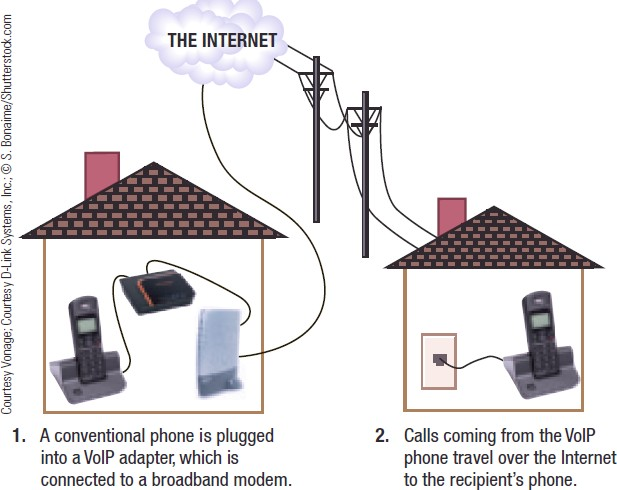 THE INTERNET
Courtesy Vonage; Courtesy D-Link Systems, Inc.; © S. Bonaime/Shutterstock.com
1. A conventional phone is plugged
into a VoIP adapter, which is
connected to a broadband modem.
2. Calls coming from the VoIP
phone travel over the Internet
to the recipient's phone.